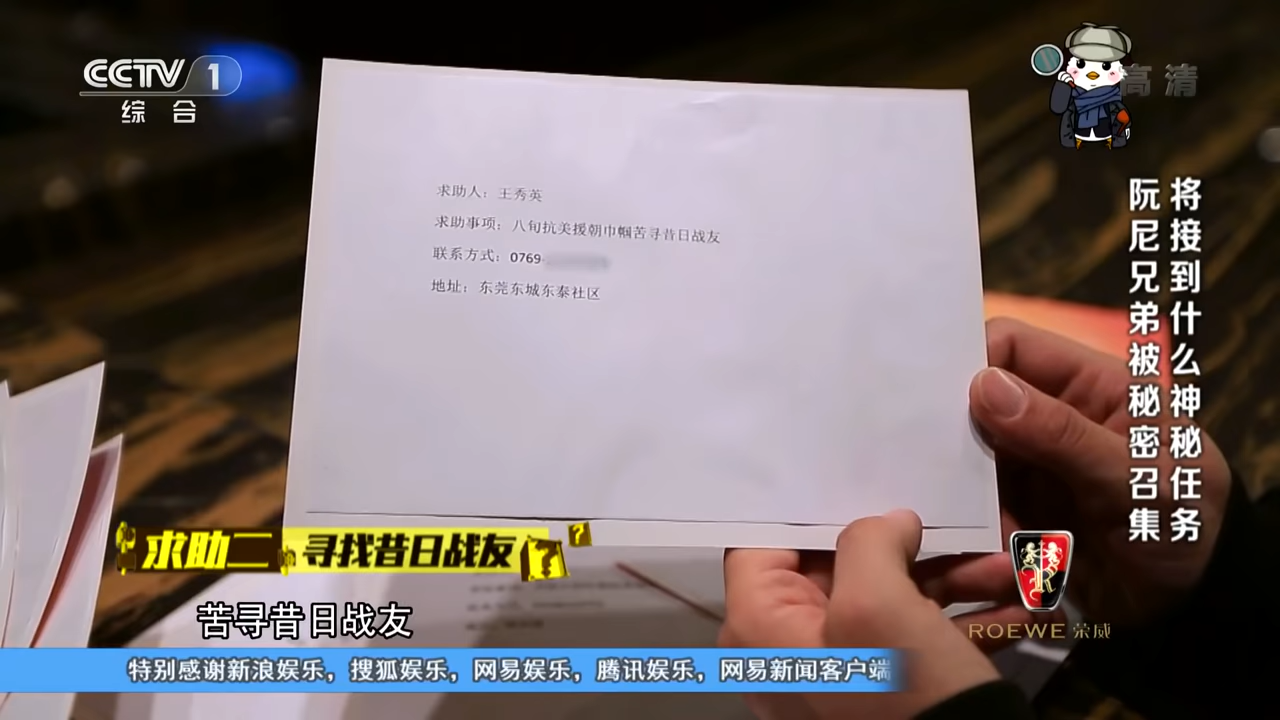 CCTV 1
综合
高清
将接到什么神秘任务
阮尼兄弟被秘密召集
求助人：王秀英
求助事项：八旬抗美援朝巾帼苦寻昔日战友
联系方式：0769-
地址：东莞东城东泰社区
求助二 寻找昔日战友 ? ?
苦寻昔日战友
ROEWE 荣威
特别感谢新浪娱乐，搜狐娱乐，网易娱乐，腾讯娱乐，网易新闻客户端